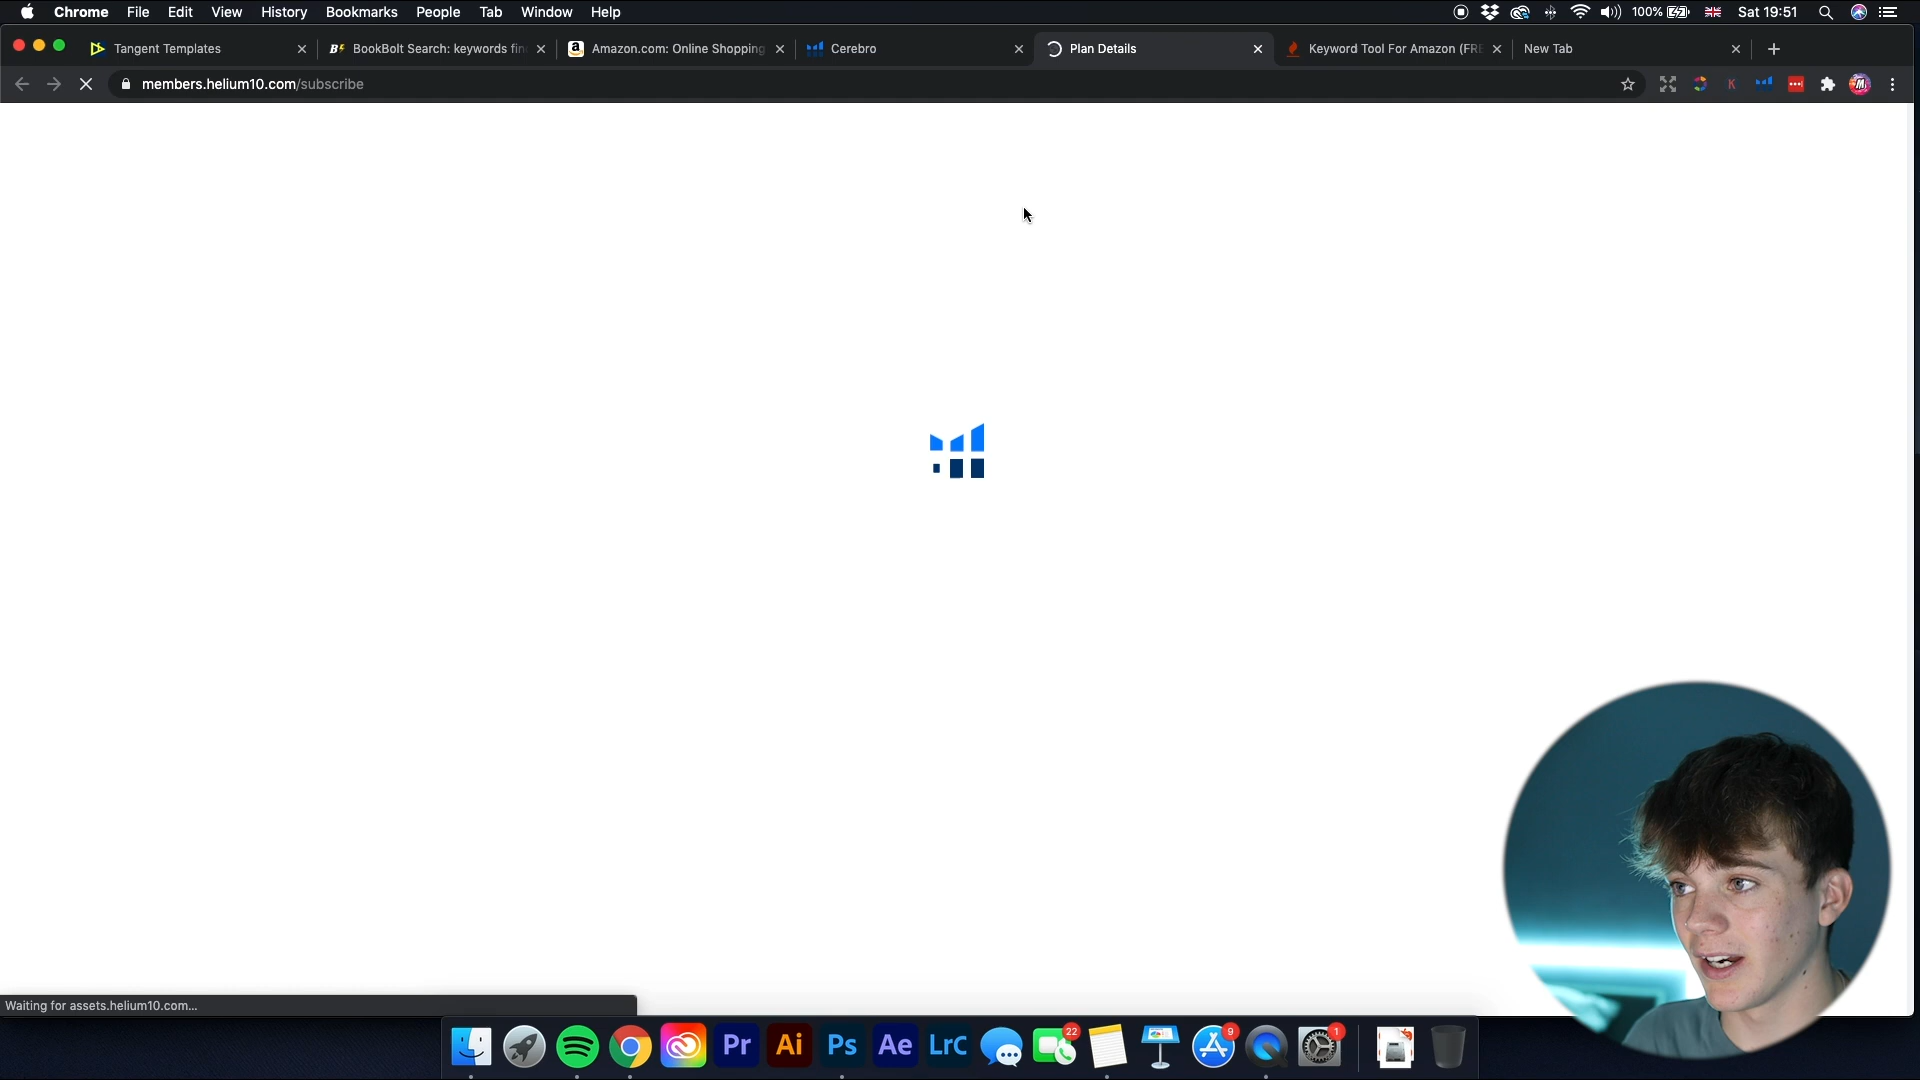 Chrome File Edit View History Bookmarks People Tab Window Help
100% Sat 19:51
Tangent Templates
BookBolt Search: keywords fin
Amazon.com: Online Shopping
Cerebro
Plan Details
Keyword Tool For Amazon (FRE
New Tab
members.helium10.com/subscribe
Waiting for assets.helium10.com...
Pr Ai Ps Ae LrC
22
9
1